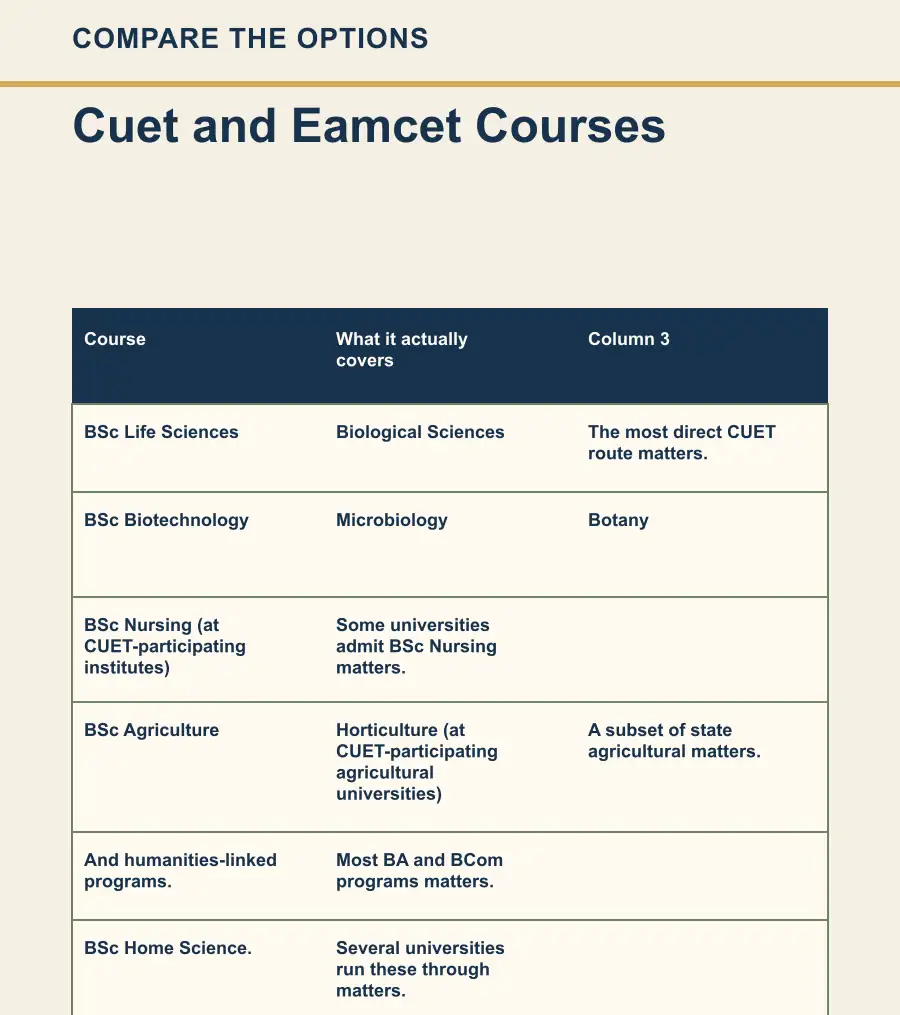 COMPARE THE OPTIONS
Cuet and Eamcet Courses
Course
What it actually
covers
Column 3
BSc Life Sciences
Biological Sciences
The most direct CUET
route matters.
BSc Biotechnology
Microbiology
Botany
BSc Nursing (at
CUET-participating
institutes)
Some universities
admit BSc Nursing
matters.
BSc Agriculture
Horticulture (at
CUET-participating
agricultural
universities)
A subset of state
agricultural matters.
And humanities-linked
programs.
Most BA and BCom
programs matters.
BSc Home Science.
Several universities
run these through
matters.